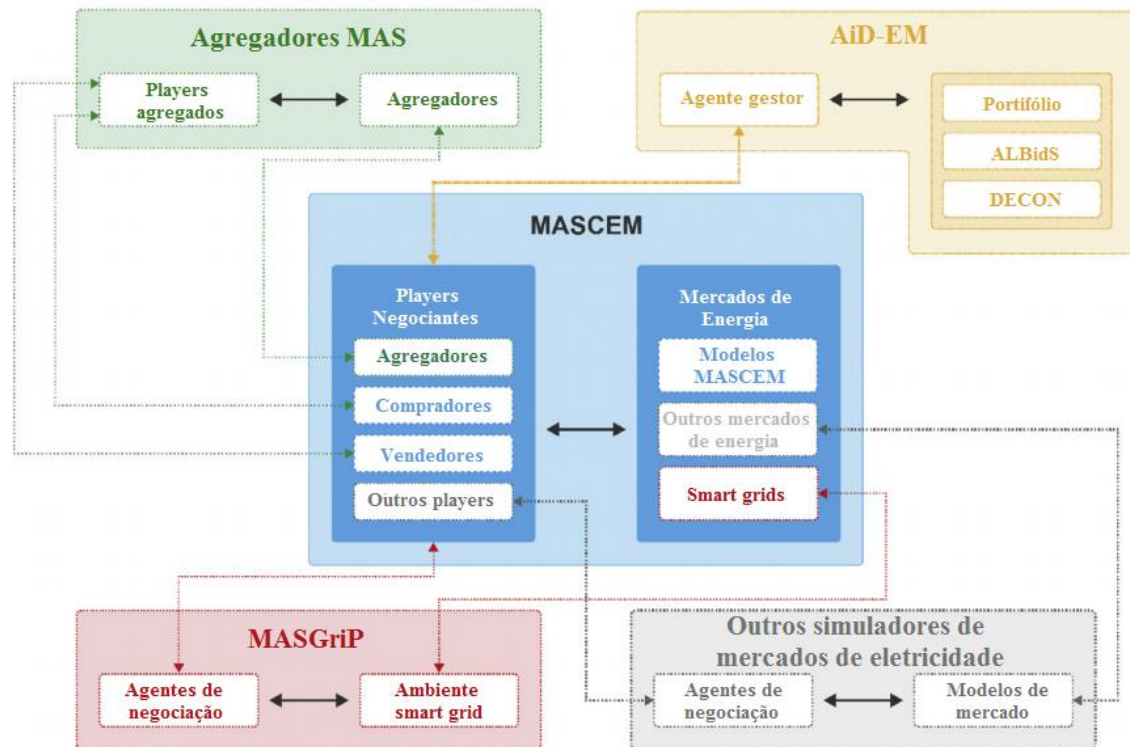 Agregadores MAS
Players
agregados
Agregadores
AiD-EM
Agente gestor
Portifólio
ALBidS
DECON
MASCEM
Players
Negociantes
Agregadores
Compradores
Vendedores
Outros players
Mercados de
Energia
Modelos
MASCEM
Outros mercados
de energia
Smart grids
MASGriP
Agentes de
negociação
Ambiente
smart grid
Outros simuladores de
mercados de eletricidade
Agentes de
negociação
Modelos de
mercado